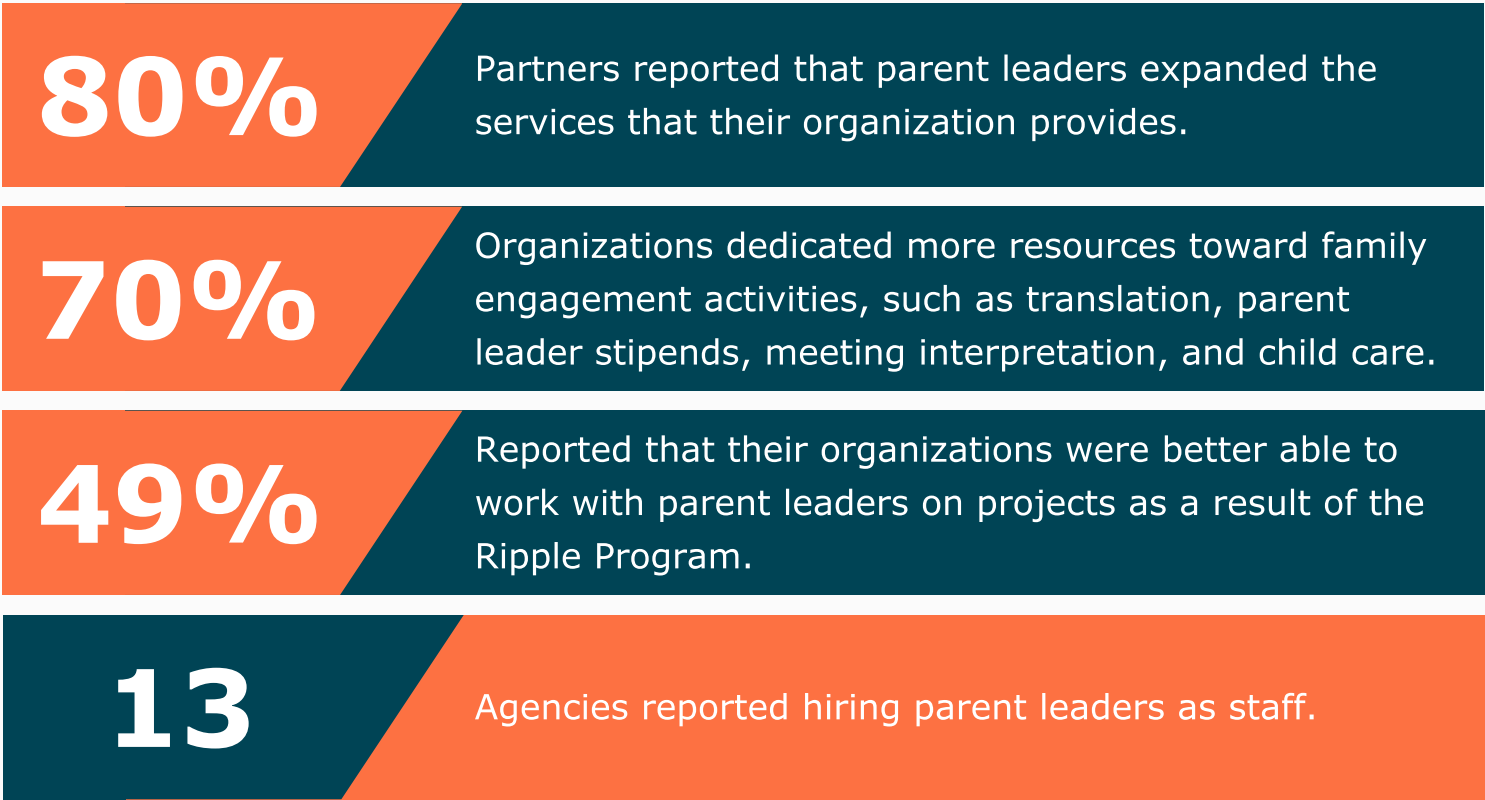 80%
Partners reported that parent leaders expanded the
services that their organization provides.
70%
Organizations dedicated more resources toward family
engagement activities, such as translation, parent
leader stipends, meeting interpretation, and child care.
49%
Reported that their organizations were better able to
work with parent leaders on projects as a result of the
Ripple Program.
13
Agencies reported hiring parent leaders as staff.